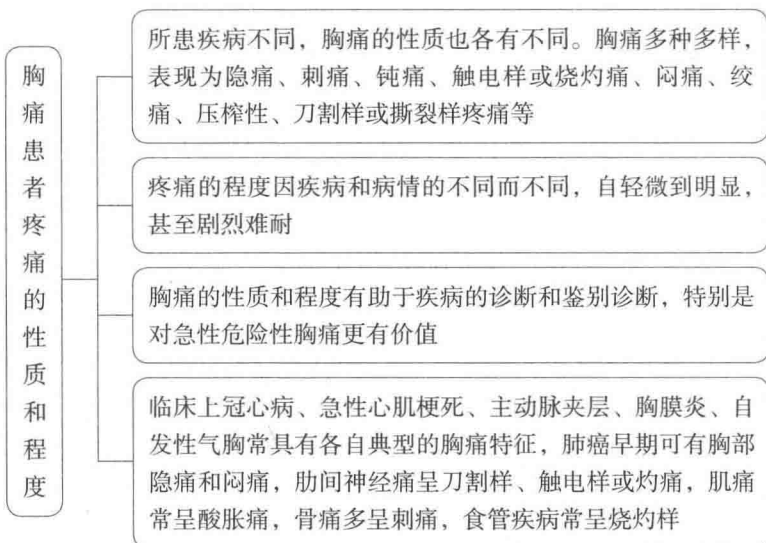 胸痛患者疼痛的性质和程度
所患疾病不同，胸痛的性质也各有不同。胸痛多种多样，
表现为隐痛、刺痛、钝痛、触电样或烧灼痛、闷痛、绞
痛、压榨性、刀割样或撕裂样疼痛等
疼痛的程度因疾病和病情的不同而不同，自轻微到明显，
甚至剧烈难耐
胸痛的性质和程度有助于疾病的诊断和鉴别诊断，特别是
对急性危险性胸痛更有价值
临床上冠心病、急性心肌梗死、主动脉夹层、胸膜炎、自
发性气胸常具有各自典型的胸痛特征，肺癌早期可有胸部
隐痛和闷痛，肋间神经痛呈刀割样、触电样或灼痛，肌痛
常呈酸胀痛，骨痛多呈刺痛，食管疾病常呈烧灼样